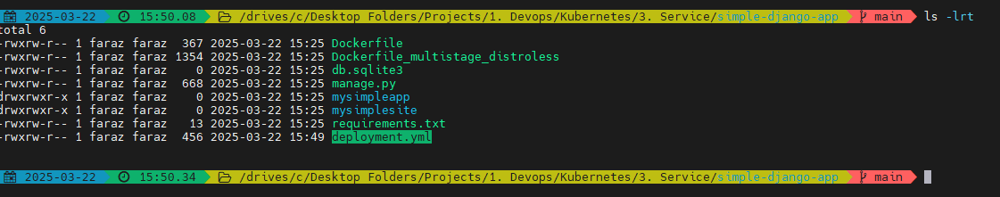 2025-03-22 15:50.08 /drives/c/Desktop Folders/Projects/1. Devops/Kubernetes/3. Service/simple-django-app main ls -lrt
total 6
-rwxrw-r-- 1 faraz faraz 367 2025-03-22 15:25 Dockerfile
-rwxrw-r-- 1 faraz faraz 1354 2025-03-22 15:25 Dockerfile_multistage_distroless
-rwxrw-r-- 1 faraz faraz 0 2025-03-22 15:25 db.sqlite3
-rwxrw-r-- 1 faraz faraz 668 2025-03-22 15:25 manage.py
drwxrwxr-x 1 faraz faraz 0 2025-03-22 15:25 mysimpleapp
drwxrwxr-x 1 faraz faraz 0 2025-03-22 15:25 mysimplesite
-rwxrw-r-- 1 faraz faraz 13 2025-03-22 15:25 requirements.txt
-rwxrw-r-- 1 faraz faraz 456 2025-03-22 15:49 deployment.yml
2025-03-22 15:50.34 /drives/c/Desktop Folders/Projects/1. Devops/Kubernetes/3. Service/simple-django-app main